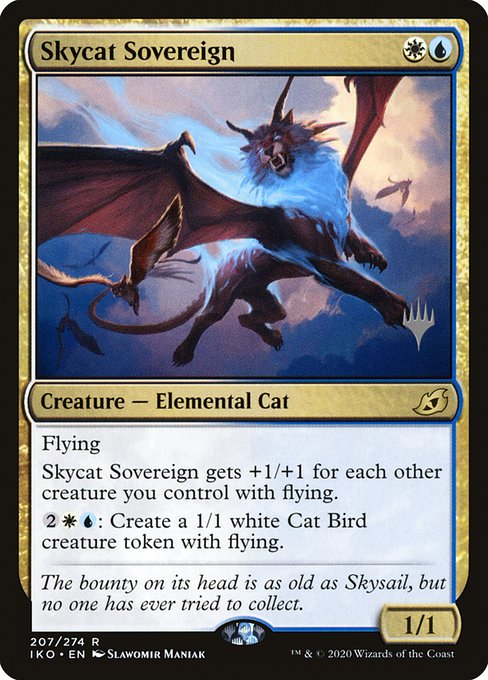 Skycat Sovereign
Creature — Elemental Cat
Flying
Skycat Sovereign gets +1/+1 for each other
creature you control with flying.
2: Create a 1/1 white Cat Bird
creature token with flying.
The bounty on its head is as old as Skysail, but
no one has ever tried to collect.
1/1
207/274 R
IKO • EN Slawomir Maniak
™ & © 2020 Wizards of the Coast